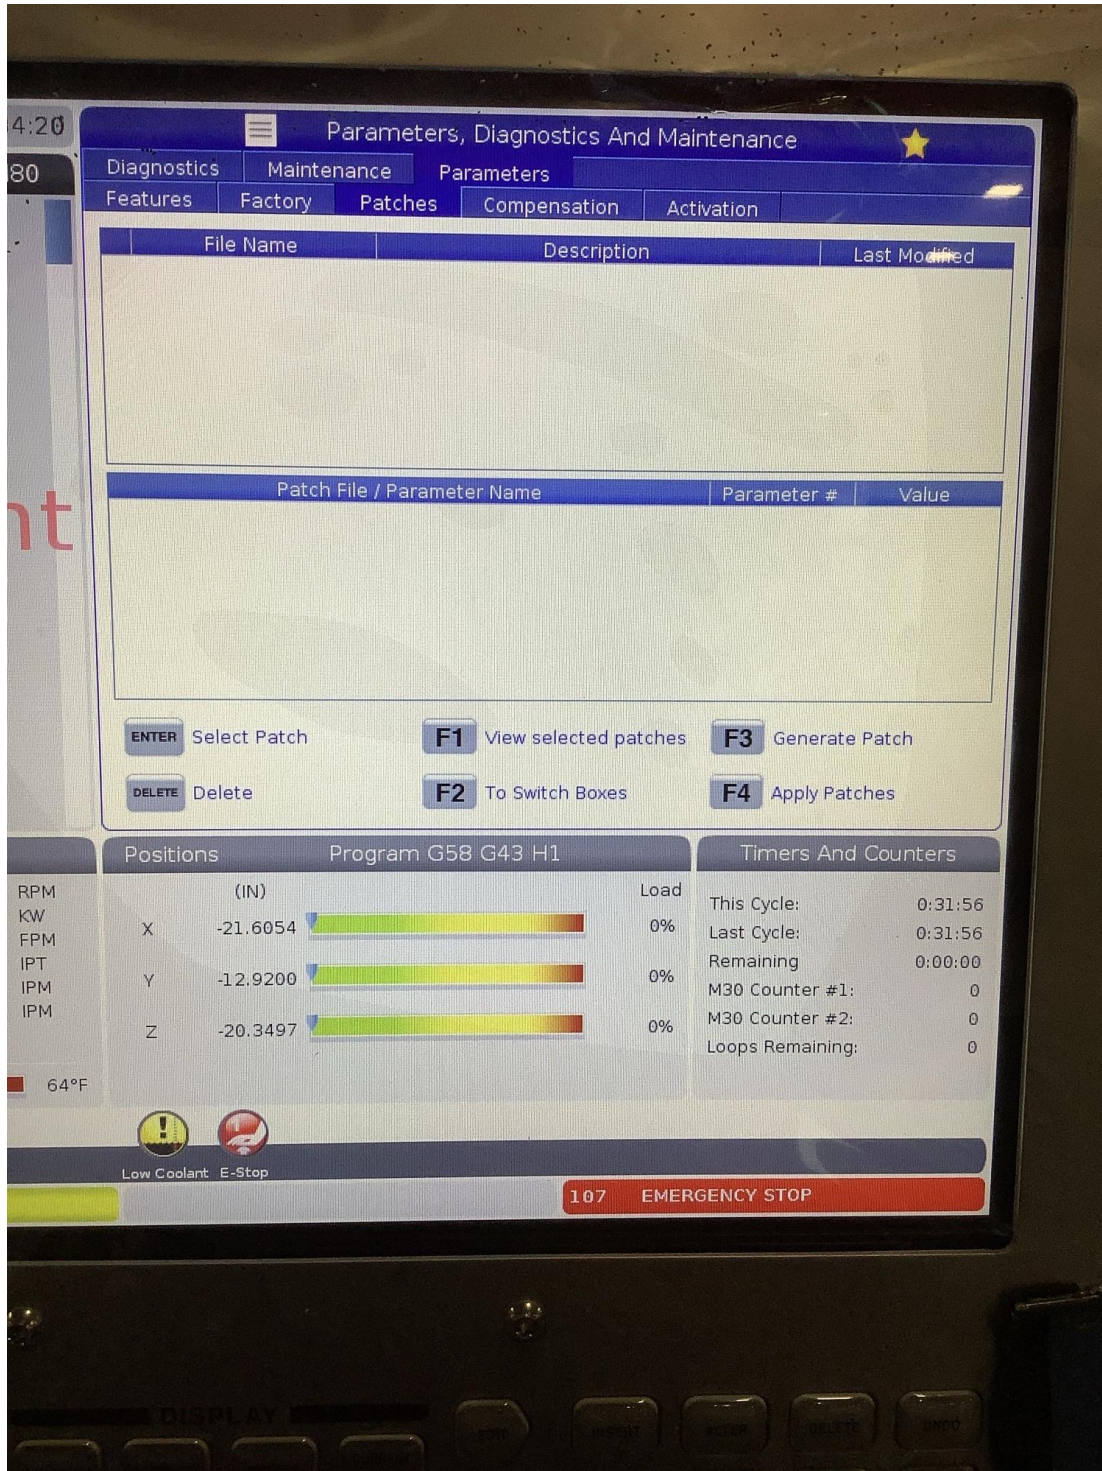 4:20
Parameters, Diagnostics And Maintenance
80
Diagnostics Maintenance Parameters
Features Factory Patches Compensation Activation
File Name Description Last Modified
nt
Patch File / Parameter Name Parameter # Value
ENTER Select Patch F1 View selected patches F3 Generate Patch
DELETE Delete F2 To Switch Boxes F4 Apply Patches
Positions Program G58 G43 H1
(IN) Load
X -21.6054 0%
Y -12.9200 0%
Z -20.3497 0%
Timers And Counters
This Cycle: 0:31:56
Last Cycle: 0:31:56
Remaining 0:00:00
M30 Counter #1: 0
M30 Counter #2: 0
Loops Remaining: 0
RPM
KW
FPM
IPT
IPM
IPM
64°F
Low Coolant E-Stop
107 EMERGENCY STOP
DISPLAY
EDIT INSERT ALTER DELETE UNDO